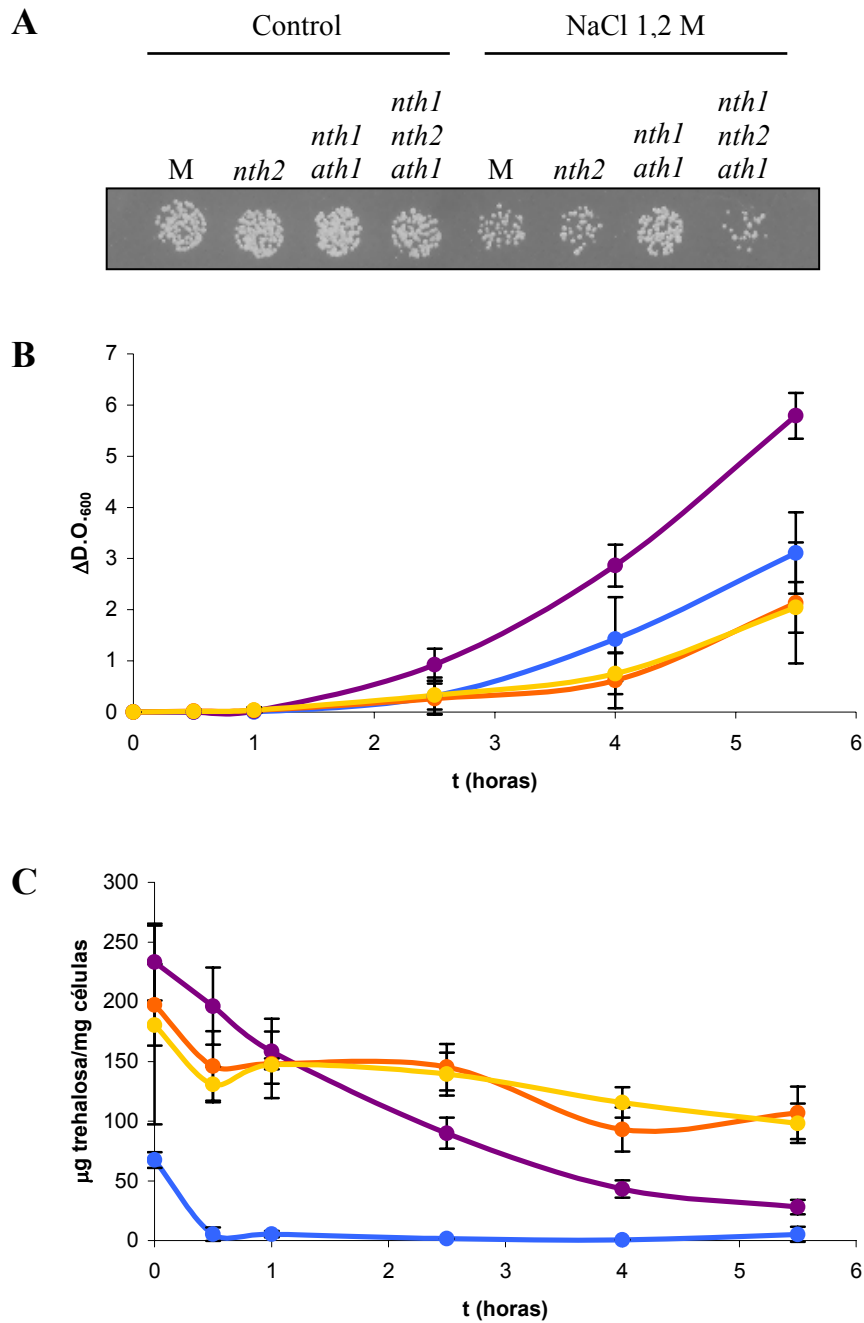 A
Control NaCl 1,2 M
nth1 nth1
nth1 nth2 nth1 nth2
M nth2 ath1 ath1 M nth2 ath1 ath1
B
7
6
5
4
3
2
1
0
ΔD.O.600
0 1 2 3 4 5 6
t (horas)
C
300
250
200
150
100
50
0
µg trehalosa/mg células
0 1 2 3 4 5 6
t (horas)